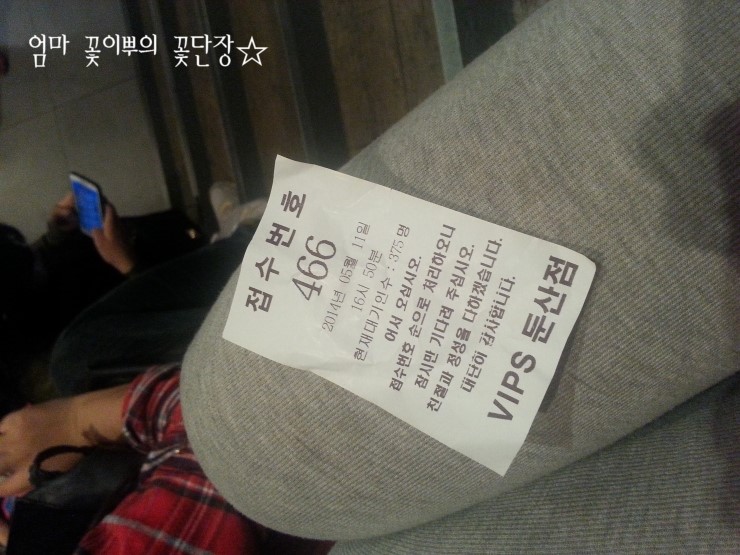 엄마 꽃이뿌의 꽃단장☆
접수번호
466
2014년 05월 11일
16시 50분
현재대기인수 : 375명
어서 오십시오.
접수번호 순으로 처리하오니
잠시만 기다려 주십시오.
친절과 정성을 다하겠습니다.
대단히 감사합니다.
VIPS 둔산점